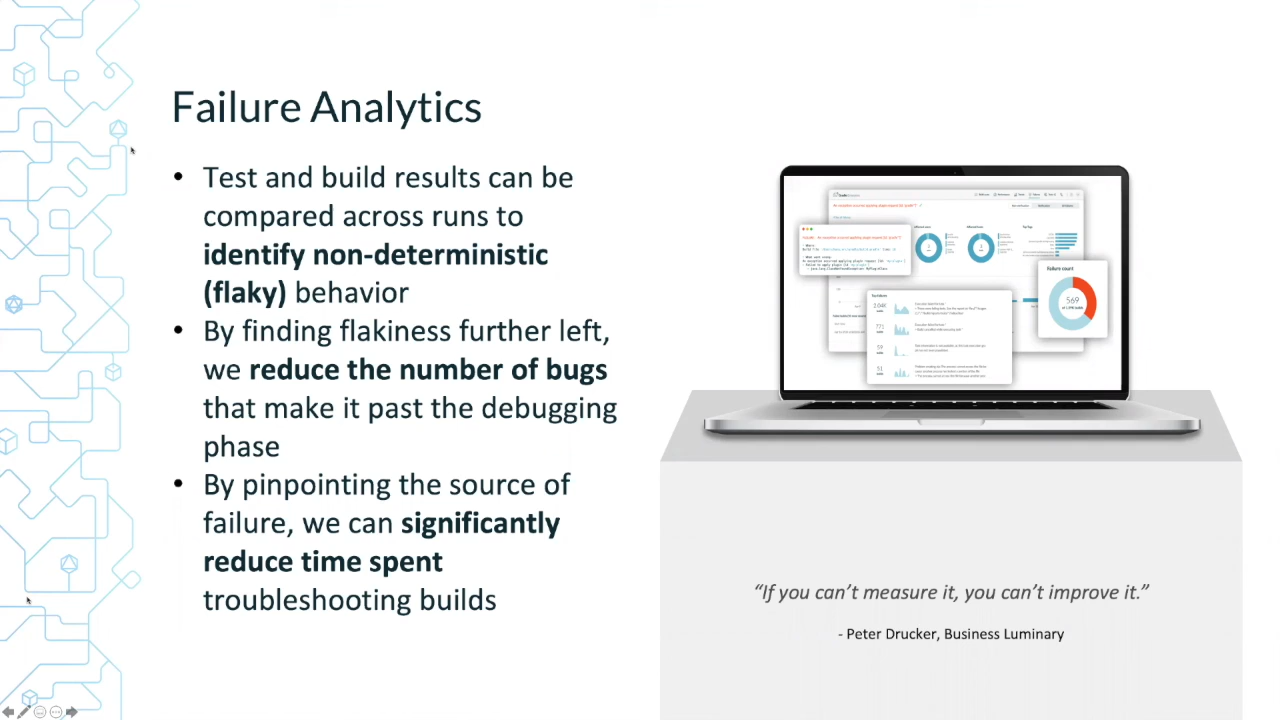 Failure Analytics
• Test and build results can be
compared across runs to
identify non-deterministic
(flaky) behavior
• By finding flakiness further left,
we reduce the number of bugs
that make it past the debugging
phase
• By pinpointing the source of
failure, we can significantly
reduce time spent
troubleshooting builds
Failure count
569
“If you can’t measure it, you can’t improve it.”
- Peter Drucker, Business Luminary